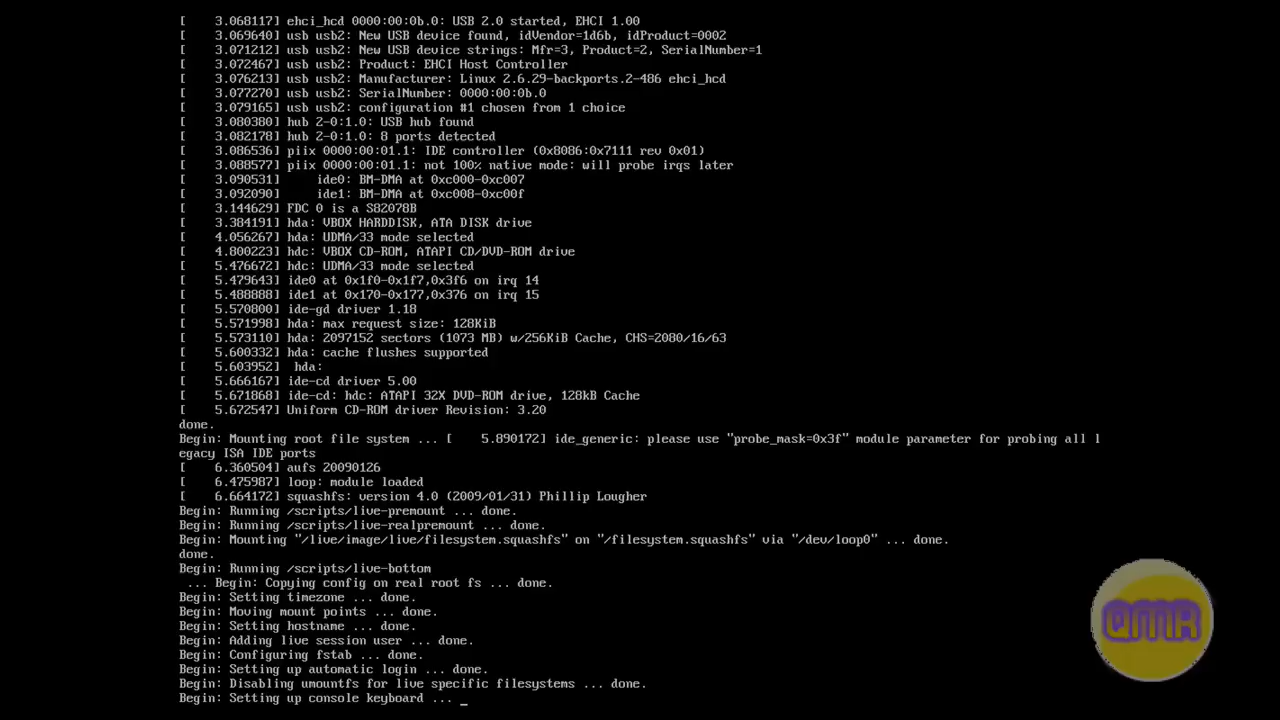 [    3.068117] ehci_hcd 0000:00:0b.0: USB 2.0 started, EHCI 1.00
[    3.069640] usb usb2: New USB device found, idVendor=1d6b, idProduct=0002
[    3.071212] usb usb2: New USB device strings: Mfr=3, Product=2, SerialNumber=1
[    3.072467] usb usb2: Product: EHCI Host Controller
[    3.076213] usb usb2: Manufacturer: Linux 2.6.29-backports.2-486 ehci_hcd
[    3.077270] usb usb2: SerialNumber: 0000:00:0b.0
[    3.079165] usb usb2: configuration #1 chosen from 1 choice
[    3.080380] hub 2-0:1.0: USB hub found
[    3.082178] hub 2-0:1.0: 8 ports detected
[    3.086536] piix 0000:00:01.1: IDE controller (0x8086:0x7111 rev 0x01)
[    3.088577] piix 0000:00:01.1: not 100% native mode: will probe irqs later
[    3.090531]     ide0: BM-DMA at 0xc000-0xc007
[    3.092090]     ide1: BM-DMA at 0xc008-0xc00f
[    3.144629] FDC 0 is a S82078B
[    3.384191] hda: VBOX HARDDISK, ATA DISK drive
[    4.056267] hda: UDMA/33 mode selected
[    4.800223] hdc: VBOX CD-ROM, ATAPI CD/DVD-ROM drive
[    5.476672] hdc: UDMA/33 mode selected
[    5.479643] ide0 at 0x1f0-0x1f7,0x3f6 on irq 14
[    5.488888] ide1 at 0x170-0x177,0x376 on irq 15
[    5.570800] ide-gd driver 1.18
[    5.571998] hda: max request size: 128KiB
[    5.573110] hda: 2097152 sectors (1073 MB) w/256KiB Cache, CHS=2080/16/63
[    5.600332] hda: cache flushes supported
[    5.603952]  hda:
[    5.666167] ide-cd driver 5.00
[    5.671868] ide-cd: hdc: ATAPI 32X DVD-ROM drive, 128kB Cache
[    5.672547] Uniform CD-ROM driver Revision: 3.20
done.
Begin: Mounting root file system ... [    5.890172] ide_generic: please use "probe_mask=0x3f" module parameter for probing all l
egacy ISA IDE ports
[    6.360504] aufs 20090126
[    6.475987] loop: module loaded
[    6.664172] squashfs: version 4.0 (2009/01/31) Phillip Lougher
Begin: Running /scripts/live-premount ... done.
Begin: Running /scripts/live-realpremount ... done.
Begin: Mounting "/live/image/live/filesystem.squashfs" on "/filesystem.squashfs" via "/dev/loop0" ... done.
done.
Begin: Running /scripts/live-bottom
 ... Begin: Copying config on real root fs ... done.
Begin: Setting timezone ... done.
Begin: Moving mount points ... done.
Begin: Setting hostname ... done.
Begin: Adding live session user ... done.
Begin: Configuring fstab ... done.
Begin: Setting up automatic login ... done.
Begin: Disabling umountfs for live specific filesystems ... done.
Begin: Setting up console keyboard ... _
QMR